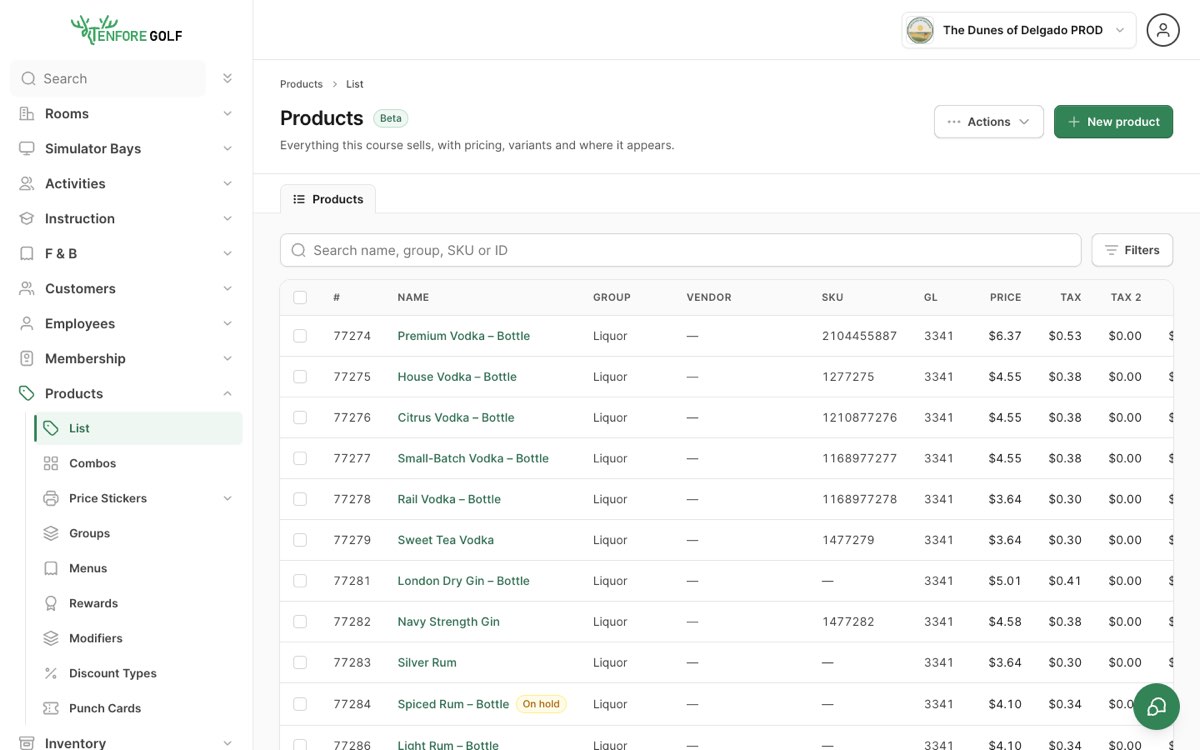 TENFORE GOLF
The Dunes of Delgado PROD
Search
Rooms
Simulator Bays
Activities
Instruction
F & B
Customers
Employees
Membership
Products
List
Combos
Price Stickers
Groups
Menus
Rewards
Modifiers
Discount Types
Punch Cards
Inventory
Products > List
Products Beta
Everything this course sells, with pricing, variants and where it appears.
Actions
New product
Products
Search name, group, SKU or ID
Filters
# NAME GROUP VENDOR SKU GL PRICE TAX TAX 2
77274 Premium Vodka – Bottle Liquor — 2104455887 3341 $6.37 $0.53 $0.00 $
77275 House Vodka – Bottle Liquor — 1277275 3341 $4.55 $0.38 $0.00 $
77276 Citrus Vodka – Bottle Liquor — 1210877276 3341 $4.55 $0.38 $0.00 $
77277 Small-Batch Vodka – Bottle Liquor — 1168977277 3341 $4.55 $0.38 $0.00 $
77278 Rail Vodka – Bottle Liquor — 1168977278 3341 $3.64 $0.30 $0.00 $
77279 Sweet Tea Vodka Liquor — 1477279 3341 $3.64 $0.30 $0.00 $
77281 London Dry Gin – Bottle Liquor — — 3341 $5.01 $0.41 $0.00 $
77282 Navy Strength Gin Liquor — 1477282 3341 $4.58 $0.38 $0.00 $
77283 Silver Rum Liquor — — 3341 $3.64 $0.30 $0.00 $
77284 Spiced Rum – Bottle On hold Liquor — — 3341 $4.10 $0.34 $0.0
77286 Light Rum – Bottle Liquor — — 3341 $4.10 $0.34 $0.00 $